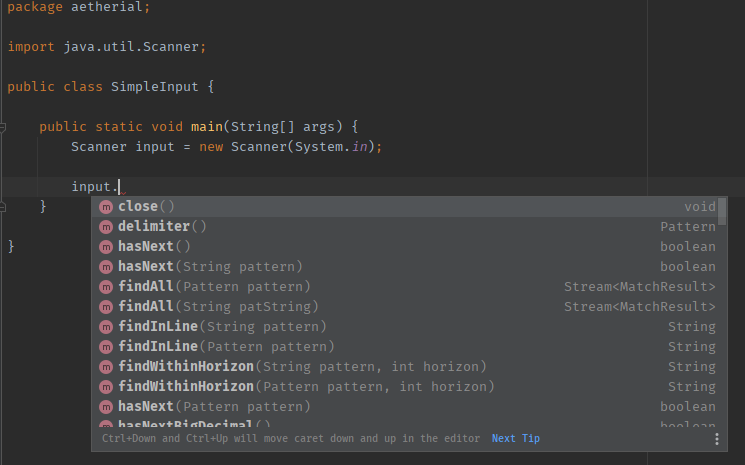 package aetherial;
import java.util.Scanner;
public class SimpleInput {
public static void main(String[] args) {
Scanner input = new Scanner(System.in);
input.
}
}
m close() void
m delimiter() Pattern
m hasNext() boolean
m hasNext(String pattern) boolean
m findAll(Pattern pattern) Stream<MatchResult>
m findAll(String patString) Stream<MatchResult>
m findInLine(String pattern) String
m findInLine(Pattern pattern) String
m findWithinHorizon(String pattern, int horizon) String
m findWithinHorizon(Pattern pattern, int horizon) String
m hasNext(Pattern pattern) boolean
m hasNextBigDecimal() boolean
Ctrl+Down and Ctrl+Up will move caret down and up in the editor Next Tip